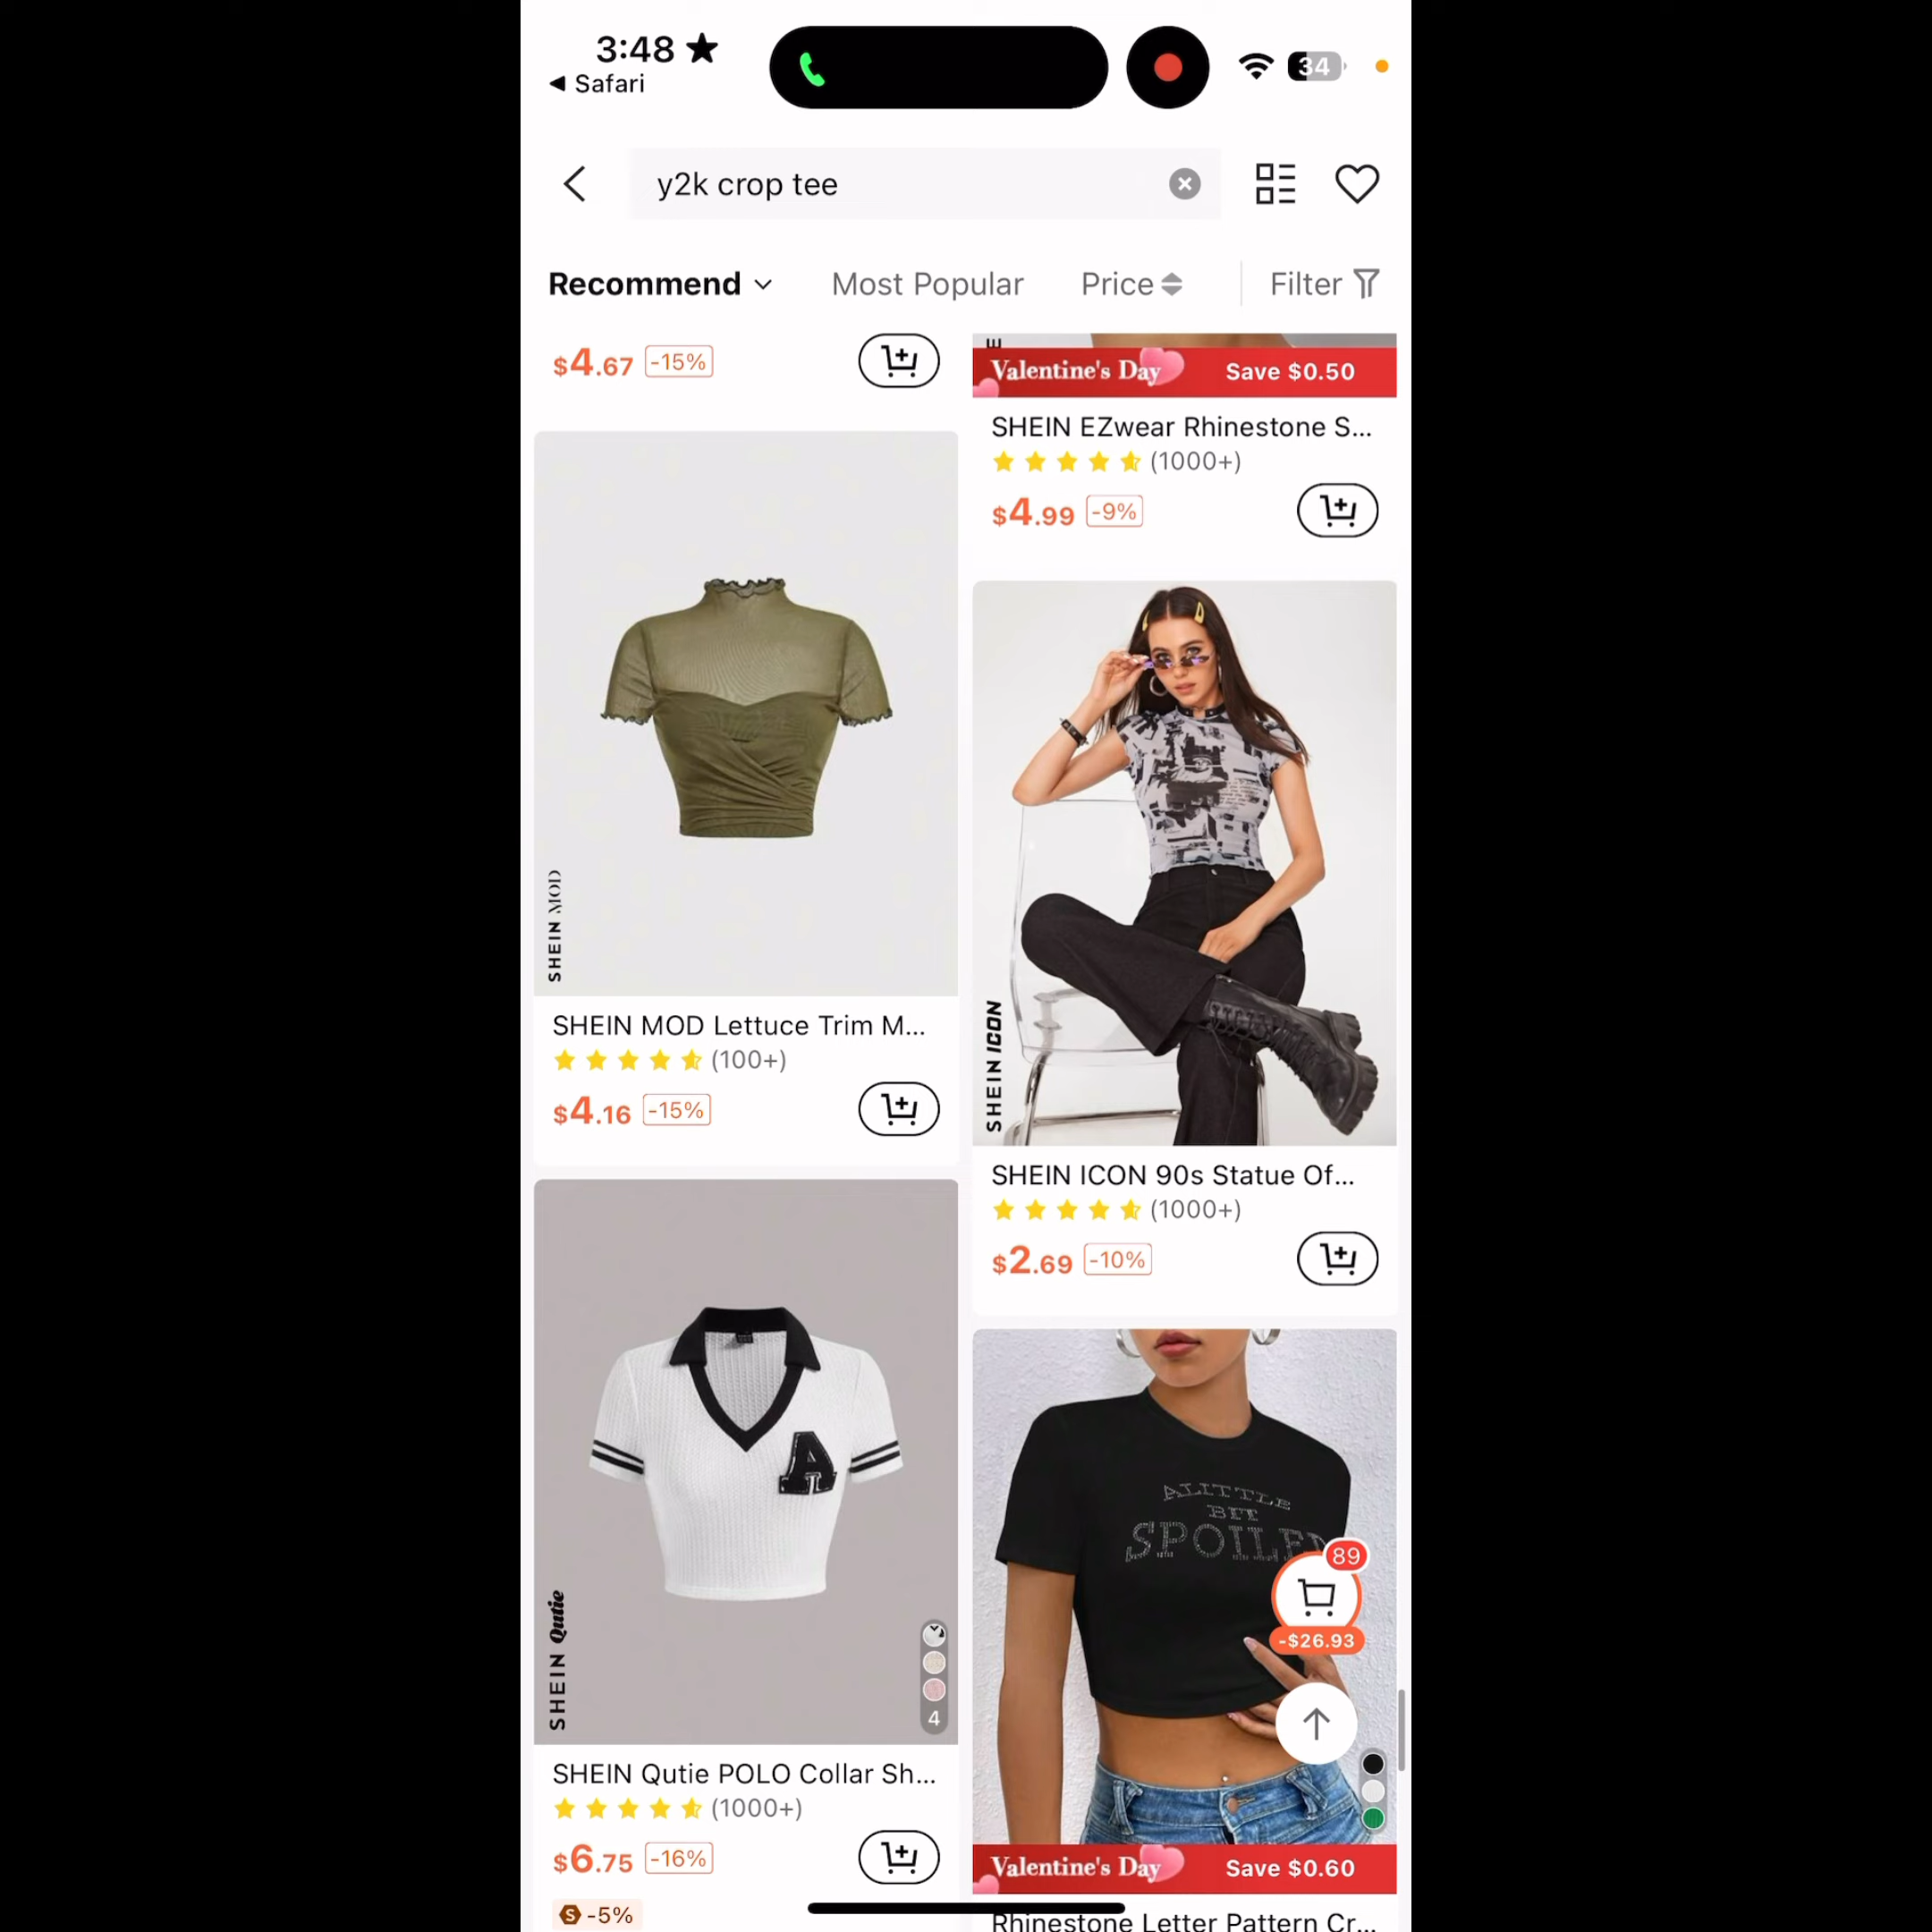 3:48
34
Safari
y2k crop tee
Recommend
Most Popular
Price
Filter
$4.67 -15%
Valentine's Day Save $0.50
SHEIN EZwear Rhinestone S...
(1000+)
$4.99 -9%
SHEIN MOD
SHEIN MOD Lettuce Trim M...
(100+)
$4.16 -15%
SHEIN ICON
SHEIN ICON 90s Statue Of...
(1000+)
$2.69 -10%
A
SHEIN Qutie
4
SHEIN Qutie POLO Collar Sh...
(1000+)
$6.75 -16%
S -5%
A LITTLE
BIT
SPOILED
89
-$26.93
Valentine's Day Save $0.60
Rhinestone Letter Pattern Cr...